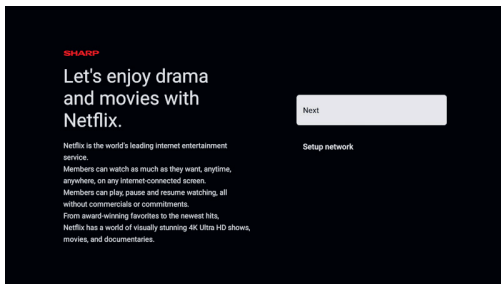 SHARP
Let's enjoy drama
and movies with
Netflix.
Netflix is the world's leading internet entertainment
service.
Members can watch as much as they want, anytime,
anywhere, on any internet-connected screen.
Members can play, pause and resume watching, all
without commercials or commitments.
From award-winning favorites to the newest hits,
Netflix has a world of visually stunning 4K Ultra HD shows,
movies, and documentaries.
Next
Setup network